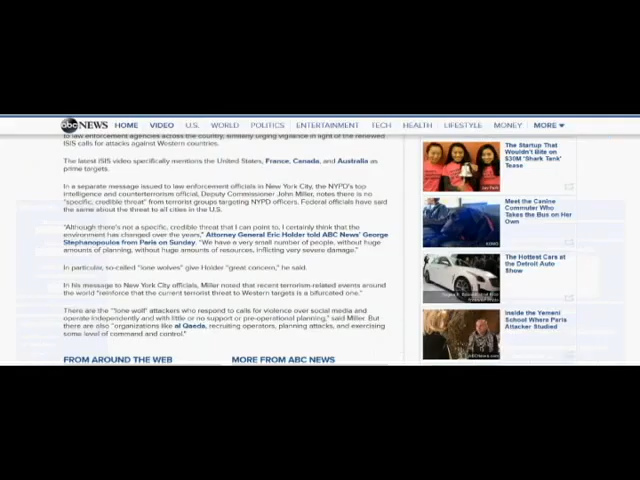 abc NEWS HOME VIDEO U.S. WORLD POLITICS ENTERTAINMENT TECH HEALTH LIFESTYLE MONEY MORE
to law enforcement agencies across the country, similarly urging vigilance in light of the renewed
ISIS calls for attacks against Western countries.
The latest ISIS video specifically mentions the United States, France, Canada, and Australia as
prime targets.
In a separate message issued to law enforcement officials in New York City, the NYPD's top
intelligence and counterterrorism official, Deputy Commissioner John Miller, notes there is no
"specific, credible threat" from terrorist groups targeting NYPD officers. Federal officials have said
the same about the threat to all cities in the U.S.
"Although there's not a specific, credible threat that I can point to, I certainly think that the
environment has changed over the years," Attorney General Eric Holder told ABC News' George
Stephanopoulos from Paris on Sunday. "We have a very small number of people, without huge
amounts of planning, without huge amounts of resources, inflicting very severe damage."
In particular, so-called "lone wolves" give Holder "great concern," he said.
In his message to New York City officials, Miller noted that recent terrorism-related events around
the world "reinforce that the current terrorist threat to Western targets is a bifurcated one."
There are the "'lone wolf' attackers who respond to calls for violence over social media and
operate independently and with little or no support or pre-operational planning," said Miller. But
there are also "organizations like al Qaeda, recruiting operators, planning attacks, and exercising
some level of command and control."
FROM AROUND THE WEB
MORE FROM ABC NEWS
The Startup That
Wouldn't Bite on
$30M 'Shark Tank'
Tease
Meet the Canine
Commuter Who
Takes the Bus on Her
Own
The Hottest Cars at
the Detroit Auto
Show
Inside the Yemeni
School Where Paris
Attacker Studied